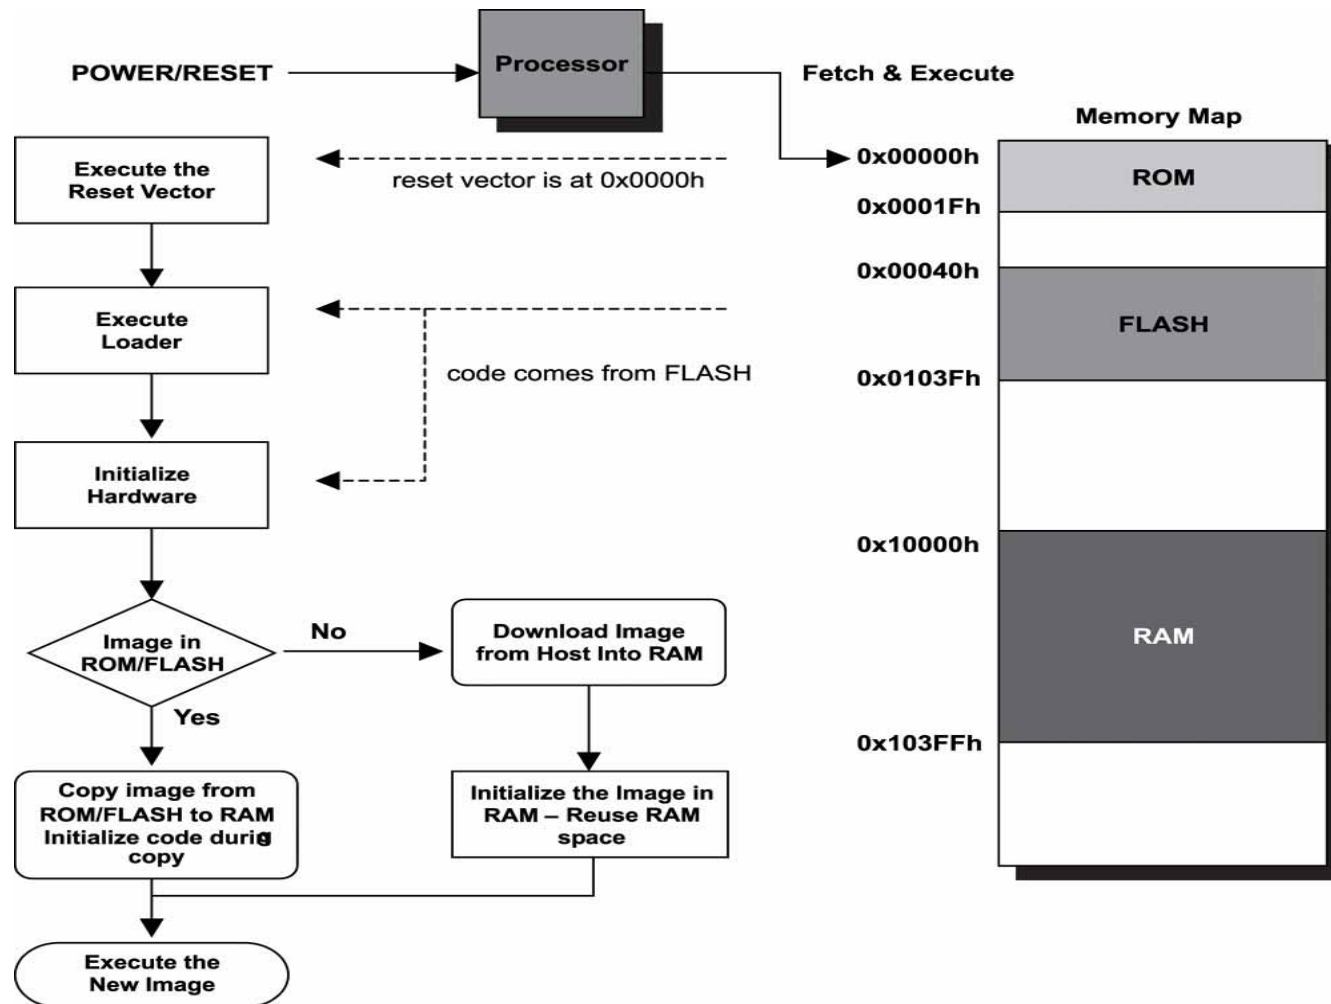 POWER/RESET
Processor
Fetch & Execute
Memory Map
Execute the
Reset Vector
reset vector is at 0x0000h
0x00000h
ROM
0x0001Fh
0x00040h
Execute
Loader
FLASH
code comes from FLASH
0x0103Fh
Initialize
Hardware
0x10000h
Image in
ROM/FLASH
No
Download Image
from Host Into RAM
RAM
Yes
0x103FFh
Copy image from
ROM/FLASH to RAM
Initialize code during
copy
Initialize the Image in
RAM – Reuse RAM
space
Execute the
New Image